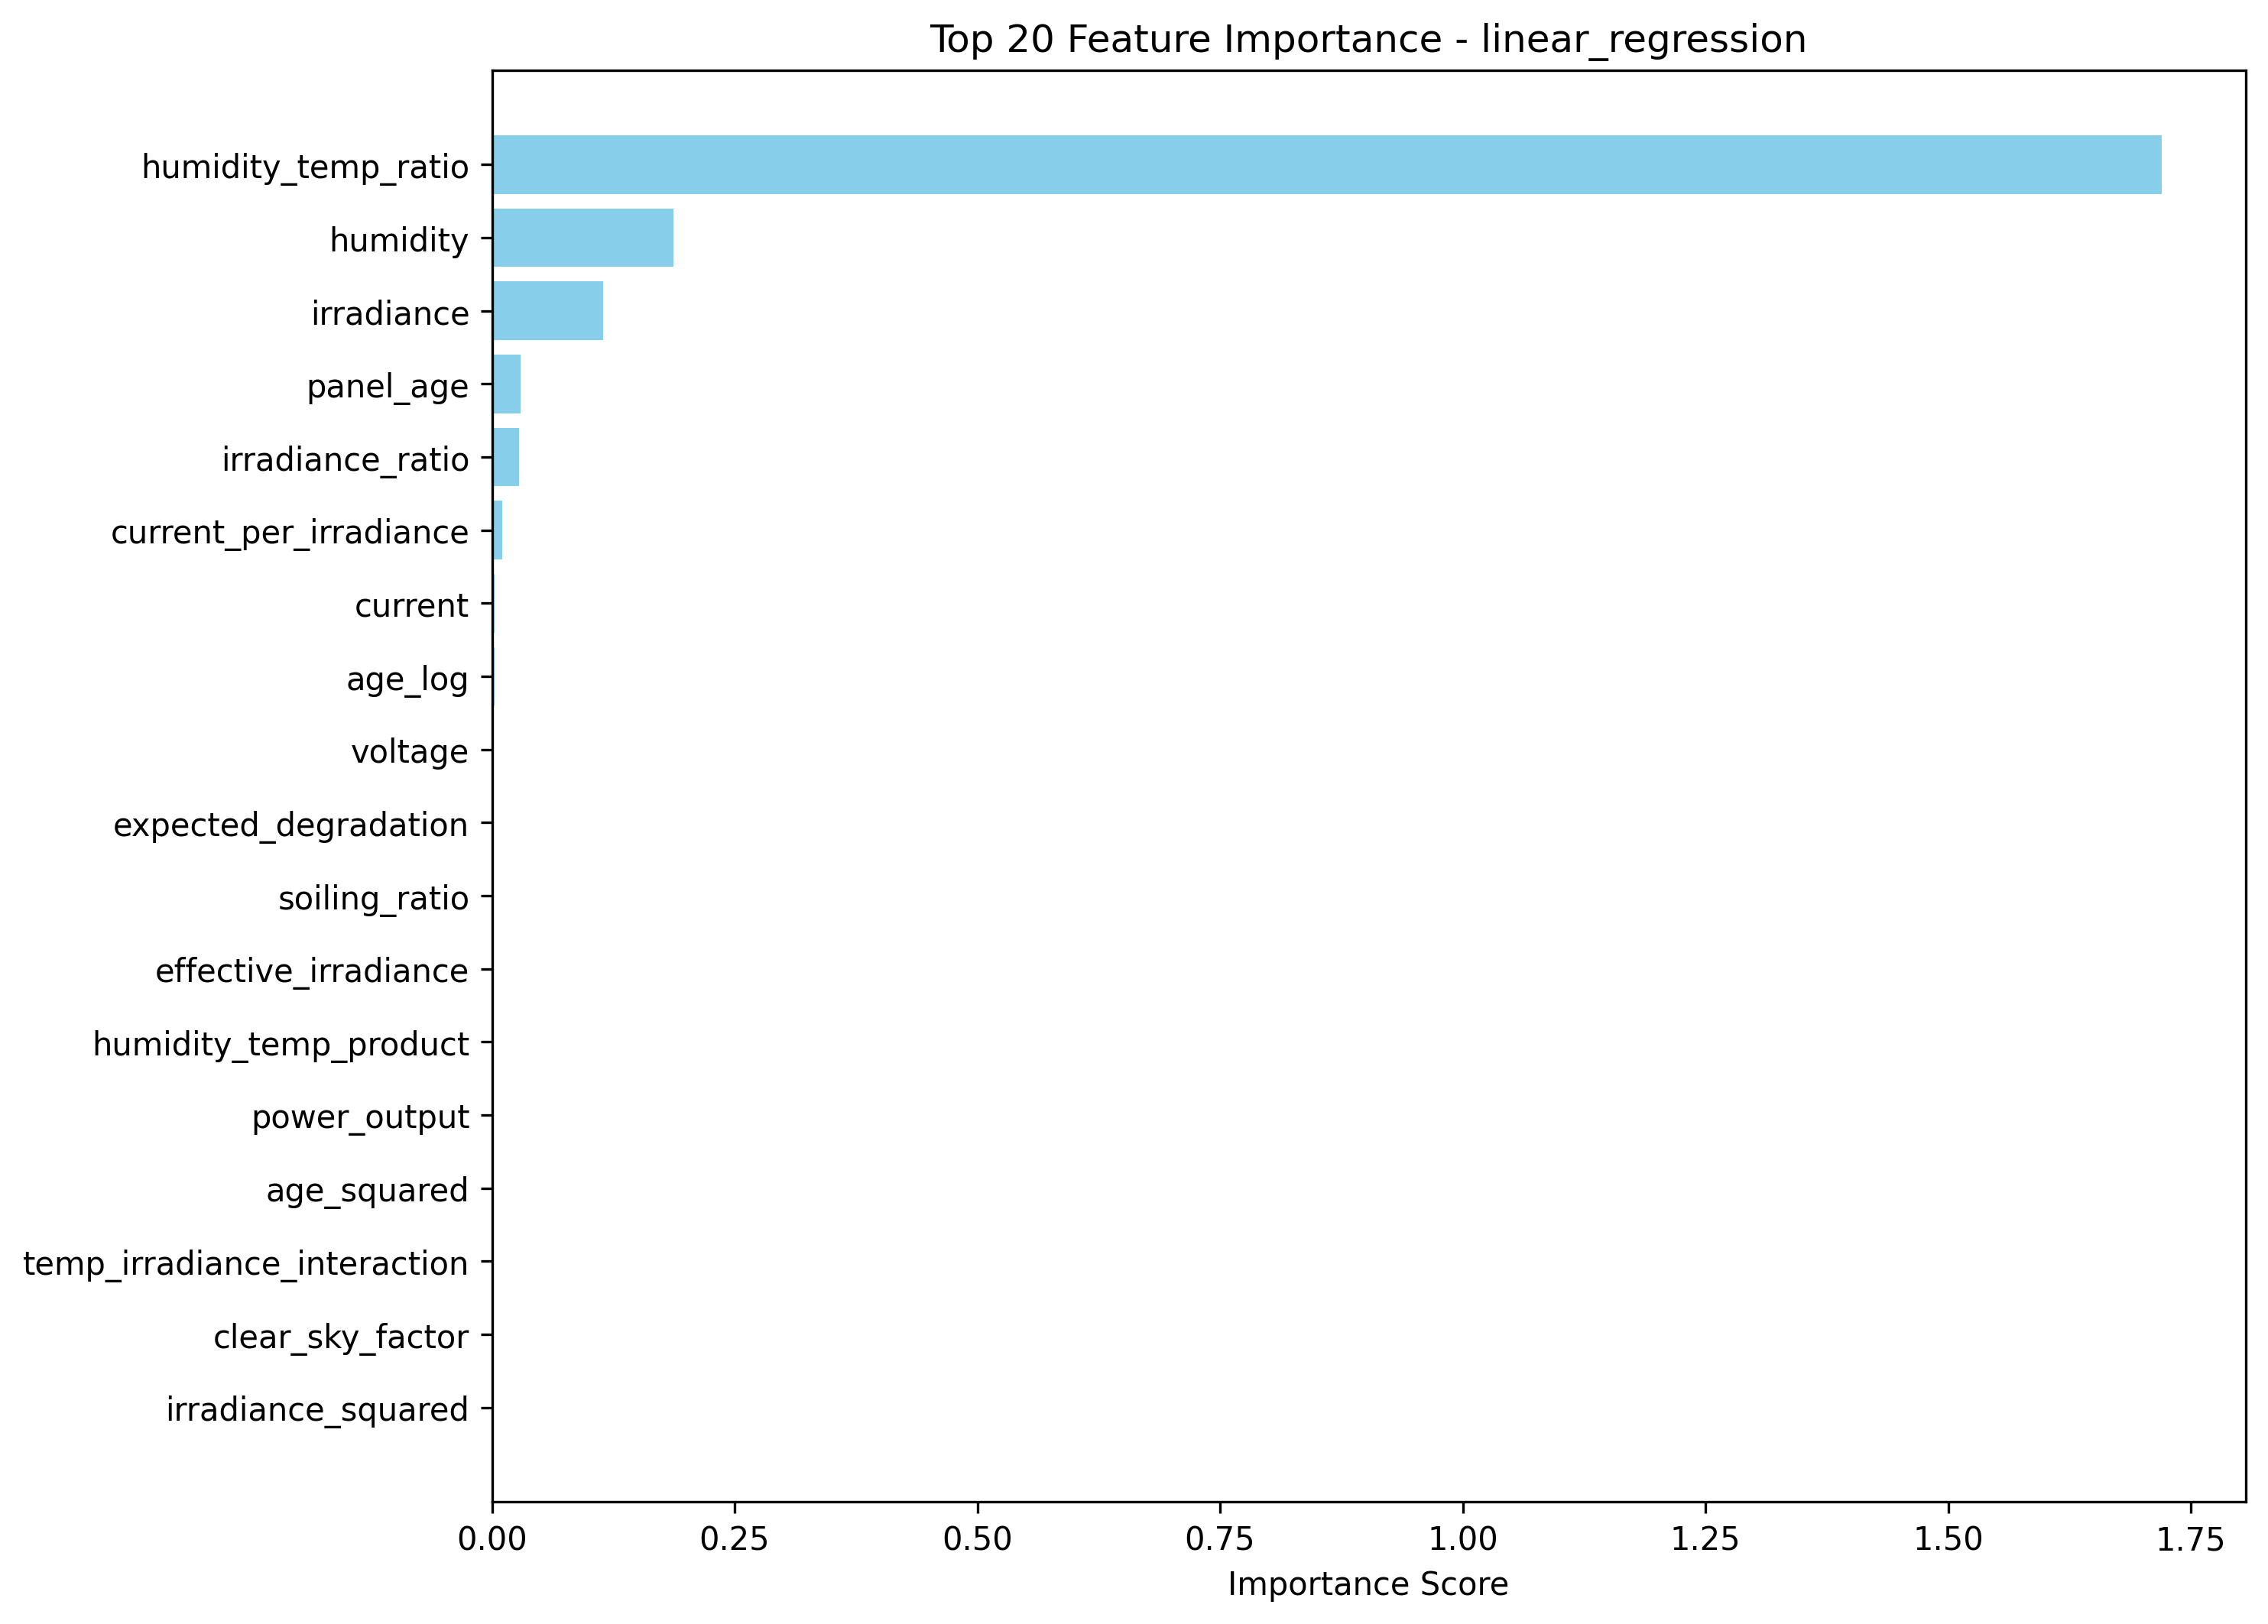 Top 20 Feature Importance - linear_regression
humidity_temp_ratio
humidity
irradiance
panel_age
irradiance_ratio
current_per_irradiance
current
age_log
voltage
expected_degradation
soiling_ratio
effective_irradiance
humidity_temp_product
power_output
age_squared
temp_irradiance_interaction
clear_sky_factor
irradiance_squared
0.00 0.25 0.50 0.75 1.00 1.25 1.50 1.75
Importance Score